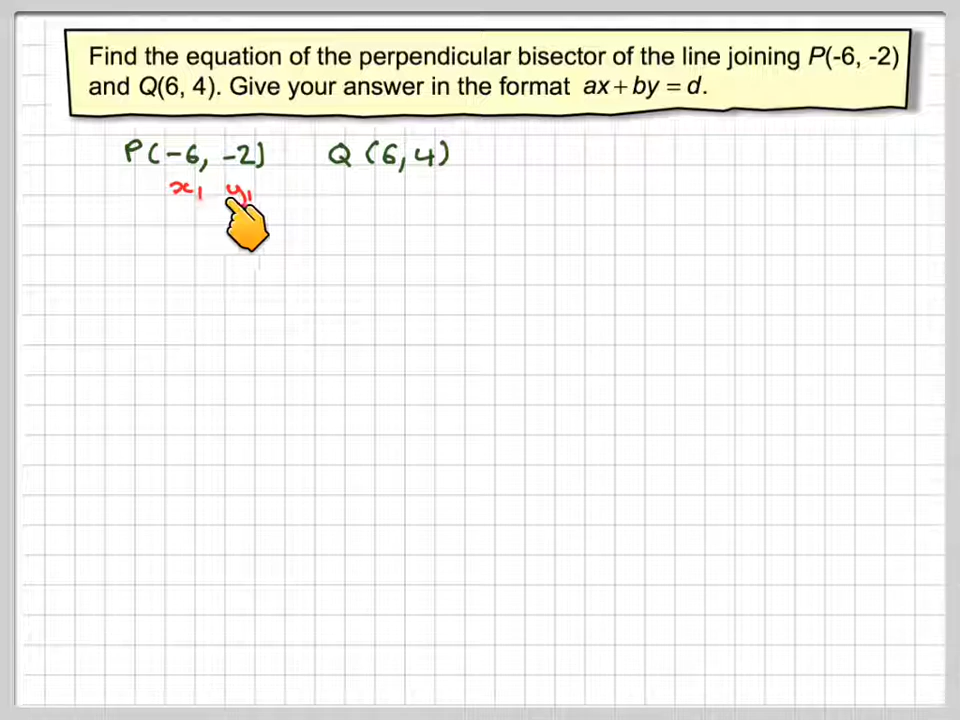 Find the equation of the perpendicular bisector of the line joining P(-6, -2)
and Q(6, 4). Give your answer in the format ax + by = d.
P(-6, -2) Q (6, 4)
x₁ y₁